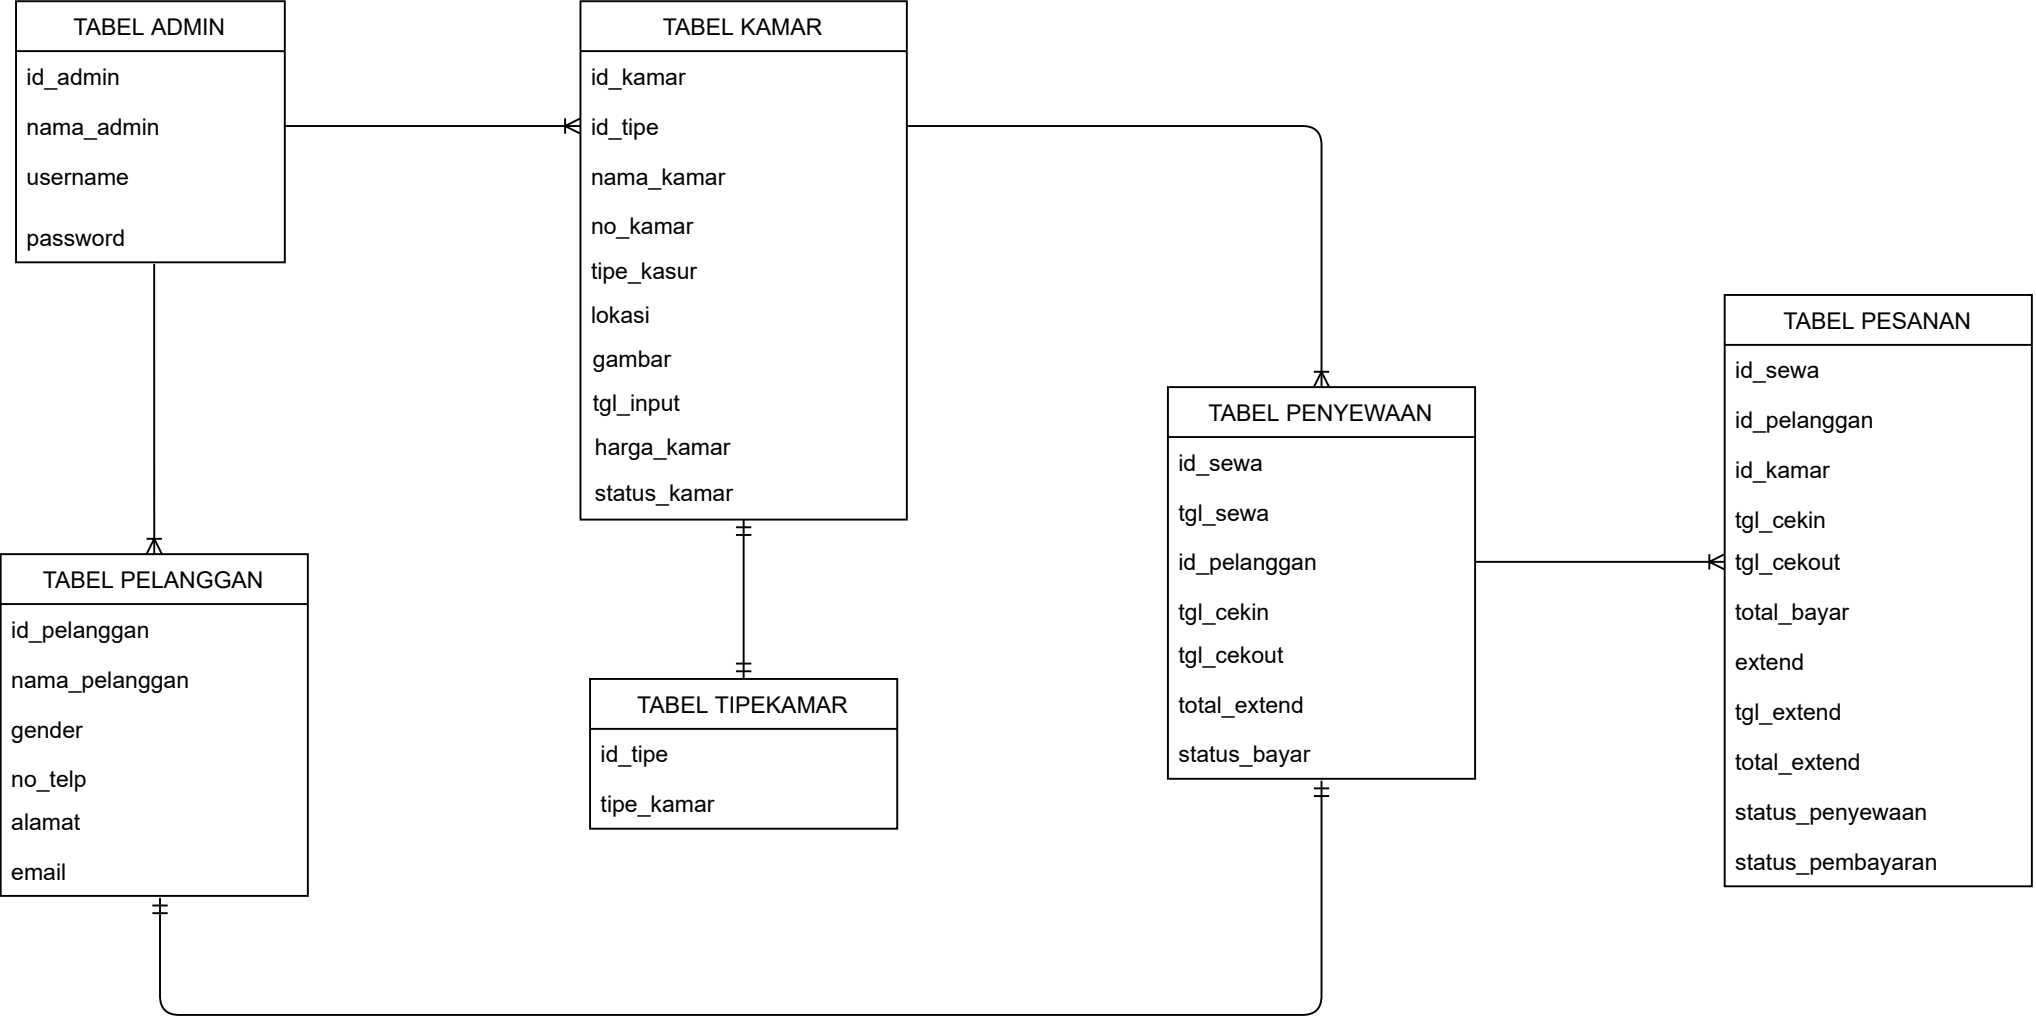 TABEL ADMIN
id_admin
nama_admin
username
password
TABEL KAMAR
id_kamar
id_tipe
nama_kamar
no_kamar
tipe_kasur
lokasi
gambar
tgl_input
harga_kamar
status_kamar
TABEL PELANGGAN
id_pelanggan
nama_pelanggan
gender
no_telp
alamat
email
TABEL TIPEKAMAR
id_tipe
tipe_kamar
TABEL PENYEWAAN
id_sewa
tgl_sewa
id_pelanggan
tgl_cekin
tgl_cekout
total_extend
status_bayar
TABEL PESANAN
id_sewa
id_pelanggan
id_kamar
tgl_cekin
tgl_cekout
total_bayar
extend
tgl_extend
total_extend
status_penyewaan
status_pembayaran